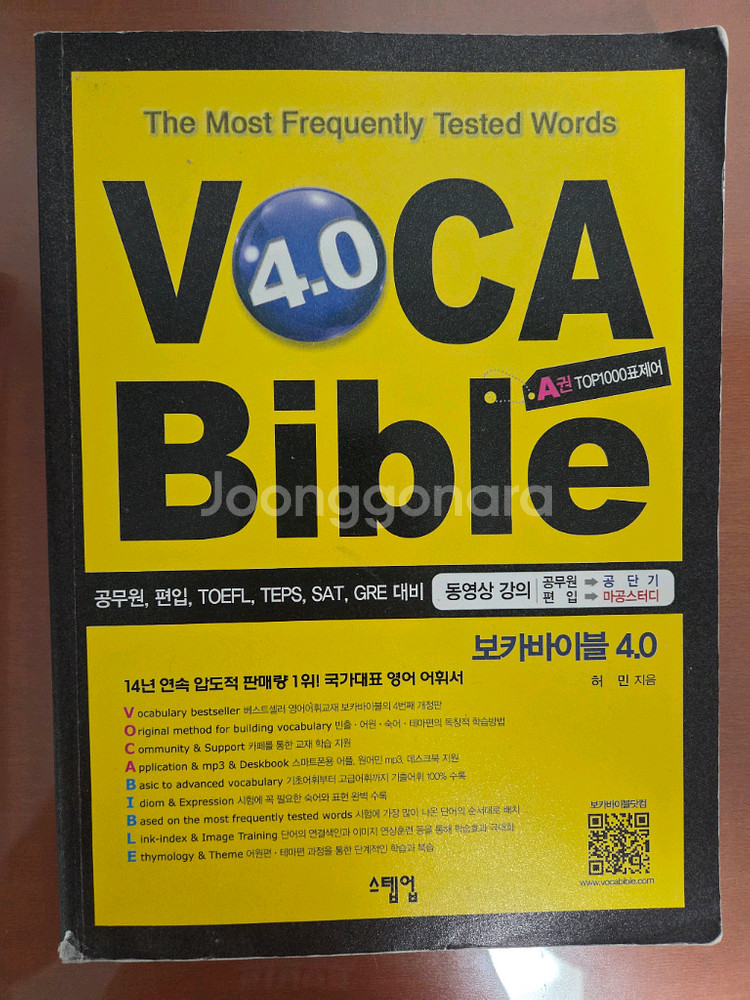 The Most Frequently Tested Words
V4.0CA
A권 TOP1000표제어
Bible
Joonggonara
공무원, 편입, TOEFL, TEPS, SAT, GRE 대비
동영상 강의
공무원 ➡ 공단기
편입 ➡ 마공스터디
보카바이블 4.0
14년 연속 압도적 판매량 1위! 국가대표 영어 어휘서
허 민 지음
Vocabulary bestseller 베스트셀러 영어어휘교재 보카바이블의 4번째 개정판
Original method for building vocabulary 빈출·어원·숙어·테마편의 독창적 학습방법
Community & Support 카페를 통한 교재 학습 지원
Application & mp3 & Deskbook 스마트폰용 어플, 원어민 mp3, 데스크북 지원
Basic to advanced vocabulary 기초어휘부터 고급어휘까지 기출어휘 100% 수록
Idiom & Expression 시험에 꼭 필요한 숙어와 표현 완벽 수록
Based on the most frequently tested words 시험에 가장 많이 나온 단어의 순서대로 배치
Link-index & Image Training 단어의 연결색인과 이미지 연상훈련 등을 통해 학습효과 극대화
Ethymology & Theme 어원편·테마편 과정을 통한 단계적인 학습과 복습
보카바이블닷컴
www.vocabible.com
스텝업